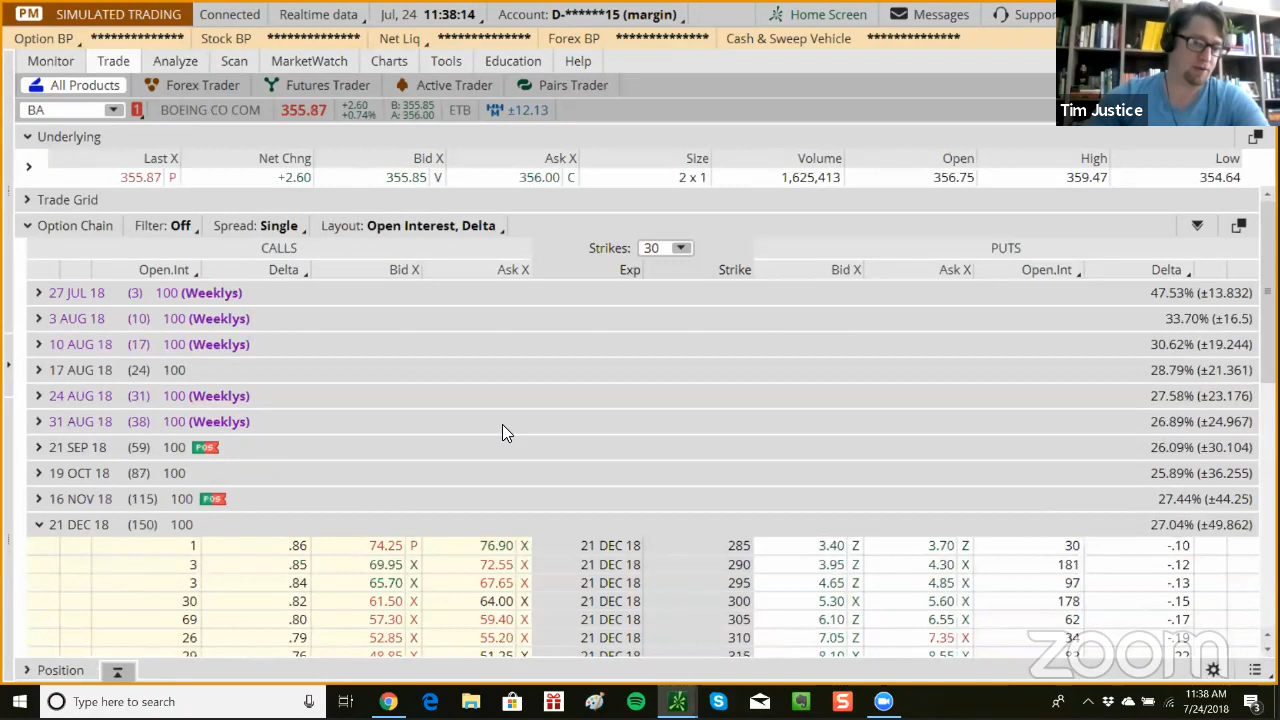 PM SIMULATED TRADING Connected Realtime data Jul, 24 11:38:14 Account: D-******15 (margin) Home Screen Messages Suppor
Option BP ************** Stock BP ************** Net Liq ************** Forex BP ************** Cash & Sweep Vehicle **************
Monitor Trade Analyze Scan MarketWatch Charts Tools Education Help
All Products Forex Trader Futures Trader Active Trader Pairs Trader
Tim Justice
BA 1 BOEING CO COM 355.87 +2.60 +0.74% B: 355.85 A: 356.00 ETB ±12.13
Underlying
Last X Net Chng Bid X Ask X Size Volume Open High Low
355.87 P +2.60 355.85 V 356.00 C 2 x 1 1,625,413 356.75 359.47 354.64
Trade Grid
Option Chain Filter: Off Spread: Single Layout: Open Interest, Delta
CALLS Strikes: 30 PUTS
Open.Int Delta Bid X Ask X Exp Strike Bid X Ask X Open.Int Delta
27 JUL 18 (3) 100 (Weeklys) 47.53% (±13.832)
3 AUG 18 (10) 100 (Weeklys) 33.70% (±16.5)
10 AUG 18 (17) 100 (Weeklys) 30.62% (±19.244)
17 AUG 18 (24) 100 28.79% (±21.361)
24 AUG 18 (31) 100 (Weeklys) 27.58% (±23.176)
31 AUG 18 (38) 100 (Weeklys) 26.89% (±24.967)
21 SEP 18 (59) 100 POS 26.09% (±30.104)
19 OCT 18 (87) 100 25.89% (±36.255)
16 NOV 18 (115) 100 POS 27.44% (±44.25)
21 DEC 18 (150) 100 27.04% (±49.862)
1 .86 74.25 P 76.90 X 21 DEC 18 285 3.40 Z 3.70 Z 30 -.10
3 .85 69.95 X 72.55 X 21 DEC 18 290 3.95 Z 4.30 X 181 -.12
3 .84 65.70 X 67.65 X 21 DEC 18 295 4.65 Z 4.85 X 97 -.13
30 .82 61.50 X 64.00 X 21 DEC 18 300 5.30 X 5.60 X 178 -.15
69 .80 57.30 X 59.40 X 21 DEC 18 305 6.10 Z 6.55 X 62 -.17
26 .79 52.85 X 55.20 X 21 DEC 18 310 7.05 Z 7.35 X 34
29 .76 48.85 X 51.25 X 21 DEC 18 315 8.10 X 8.55 X
zoom
Position
Type here to search
11:38 AM
7/24/2018